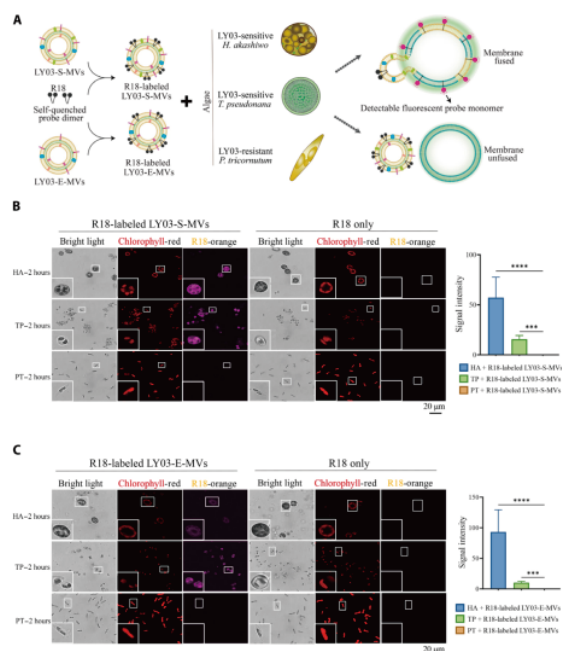 A
LY03-S-MVs
R18
Self-quenched
probe dimer
LY03-E-MVs
R18-labeled
LY03-S-MVs
R18-labeled
LY03-E-MVs
Algae
LY03-sensitive
H. akashiwo
LY03-sensitive
T. pseudonana
LY03-resistant
P. tricornutum
Membrane
fused
Detectable fluorescent probe monomer
Membrane
unfused
B
R18-labeled LY03-S-MVs
R18 only
Bright light Chlorophyll-red R18-orange Bright light Chlorophyll-red R18-orange
HA–2 hours
TP–2 hours
PT–2 hours
20 μm
Signal intensity
100
50
0
****
***
HA + R18-labeled LY03-S-MVs
TP + R18-labeled LY03-S-MVs
PT + R18-labeled LY03-S-MVs
C
R18-labeled LY03-E-MVs
R18 only
Bright light Chlorophyll-red R18-orange Bright light Chlorophyll-red R18-orange
HA–2 hours
TP–2 hours
PT–2 hours
20 μm
Signal intensity
150
100
50
0
****
***
HA + R18-labeled LY03-E-MVs
TP + R18-labeled LY03-E-MVs
PT + R18-labeled LY03-E-MVs